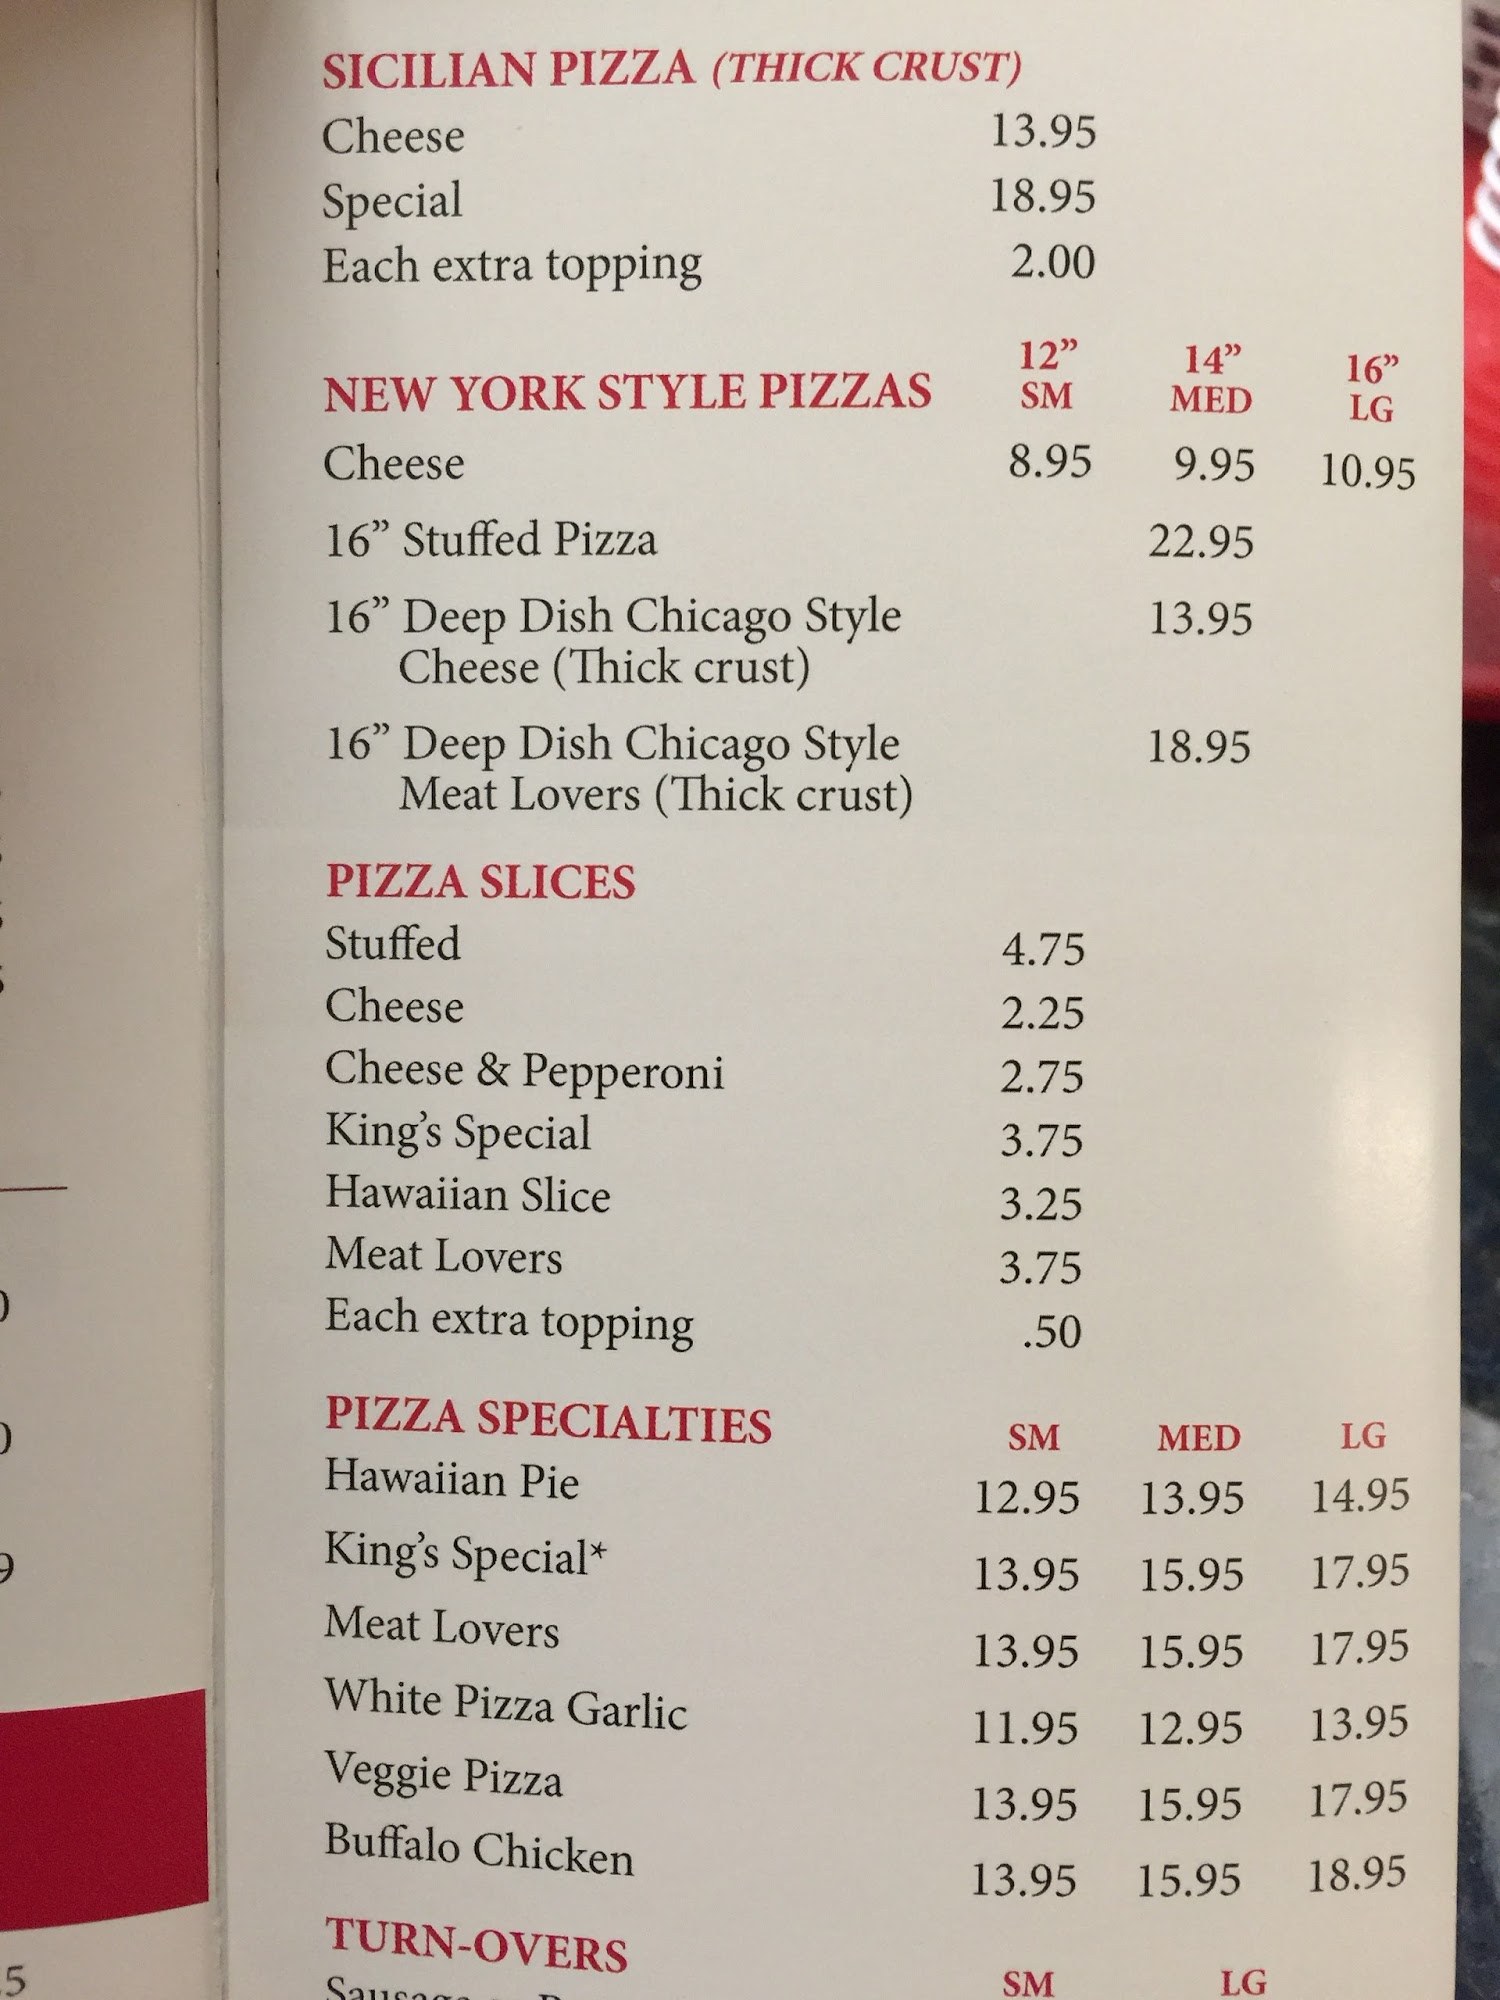 SICILIAN PIZZA (THICK CRUST)
Cheese 13.95
Special 18.95
Each extra topping 2.00
12” 14” 16”
NEW YORK STYLE PIZZAS SM MED LG
Cheese 8.95 9.95 10.95
16” Stuffed Pizza 22.95
16” Deep Dish Chicago Style 13.95
Cheese (Thick crust)
16” Deep Dish Chicago Style 18.95
Meat Lovers (Thick crust)
PIZZA SLICES
Stuffed 4.75
Cheese 2.25
Cheese & Pepperoni 2.75
King’s Special 3.75
Hawaiian Slice 3.25
Meat Lovers 3.75
Each extra topping .50
PIZZA SPECIALTIES SM MED LG
Hawaiian Pie 12.95 13.95 14.95
King’s Special* 13.95 15.95 17.95
Meat Lovers 13.95 15.95 17.95
White Pizza Garlic 11.95 12.95 13.95
Veggie Pizza 13.95 15.95 17.95
Buffalo Chicken 13.95 15.95 18.95
TURN-OVERS SM LG
Sausage